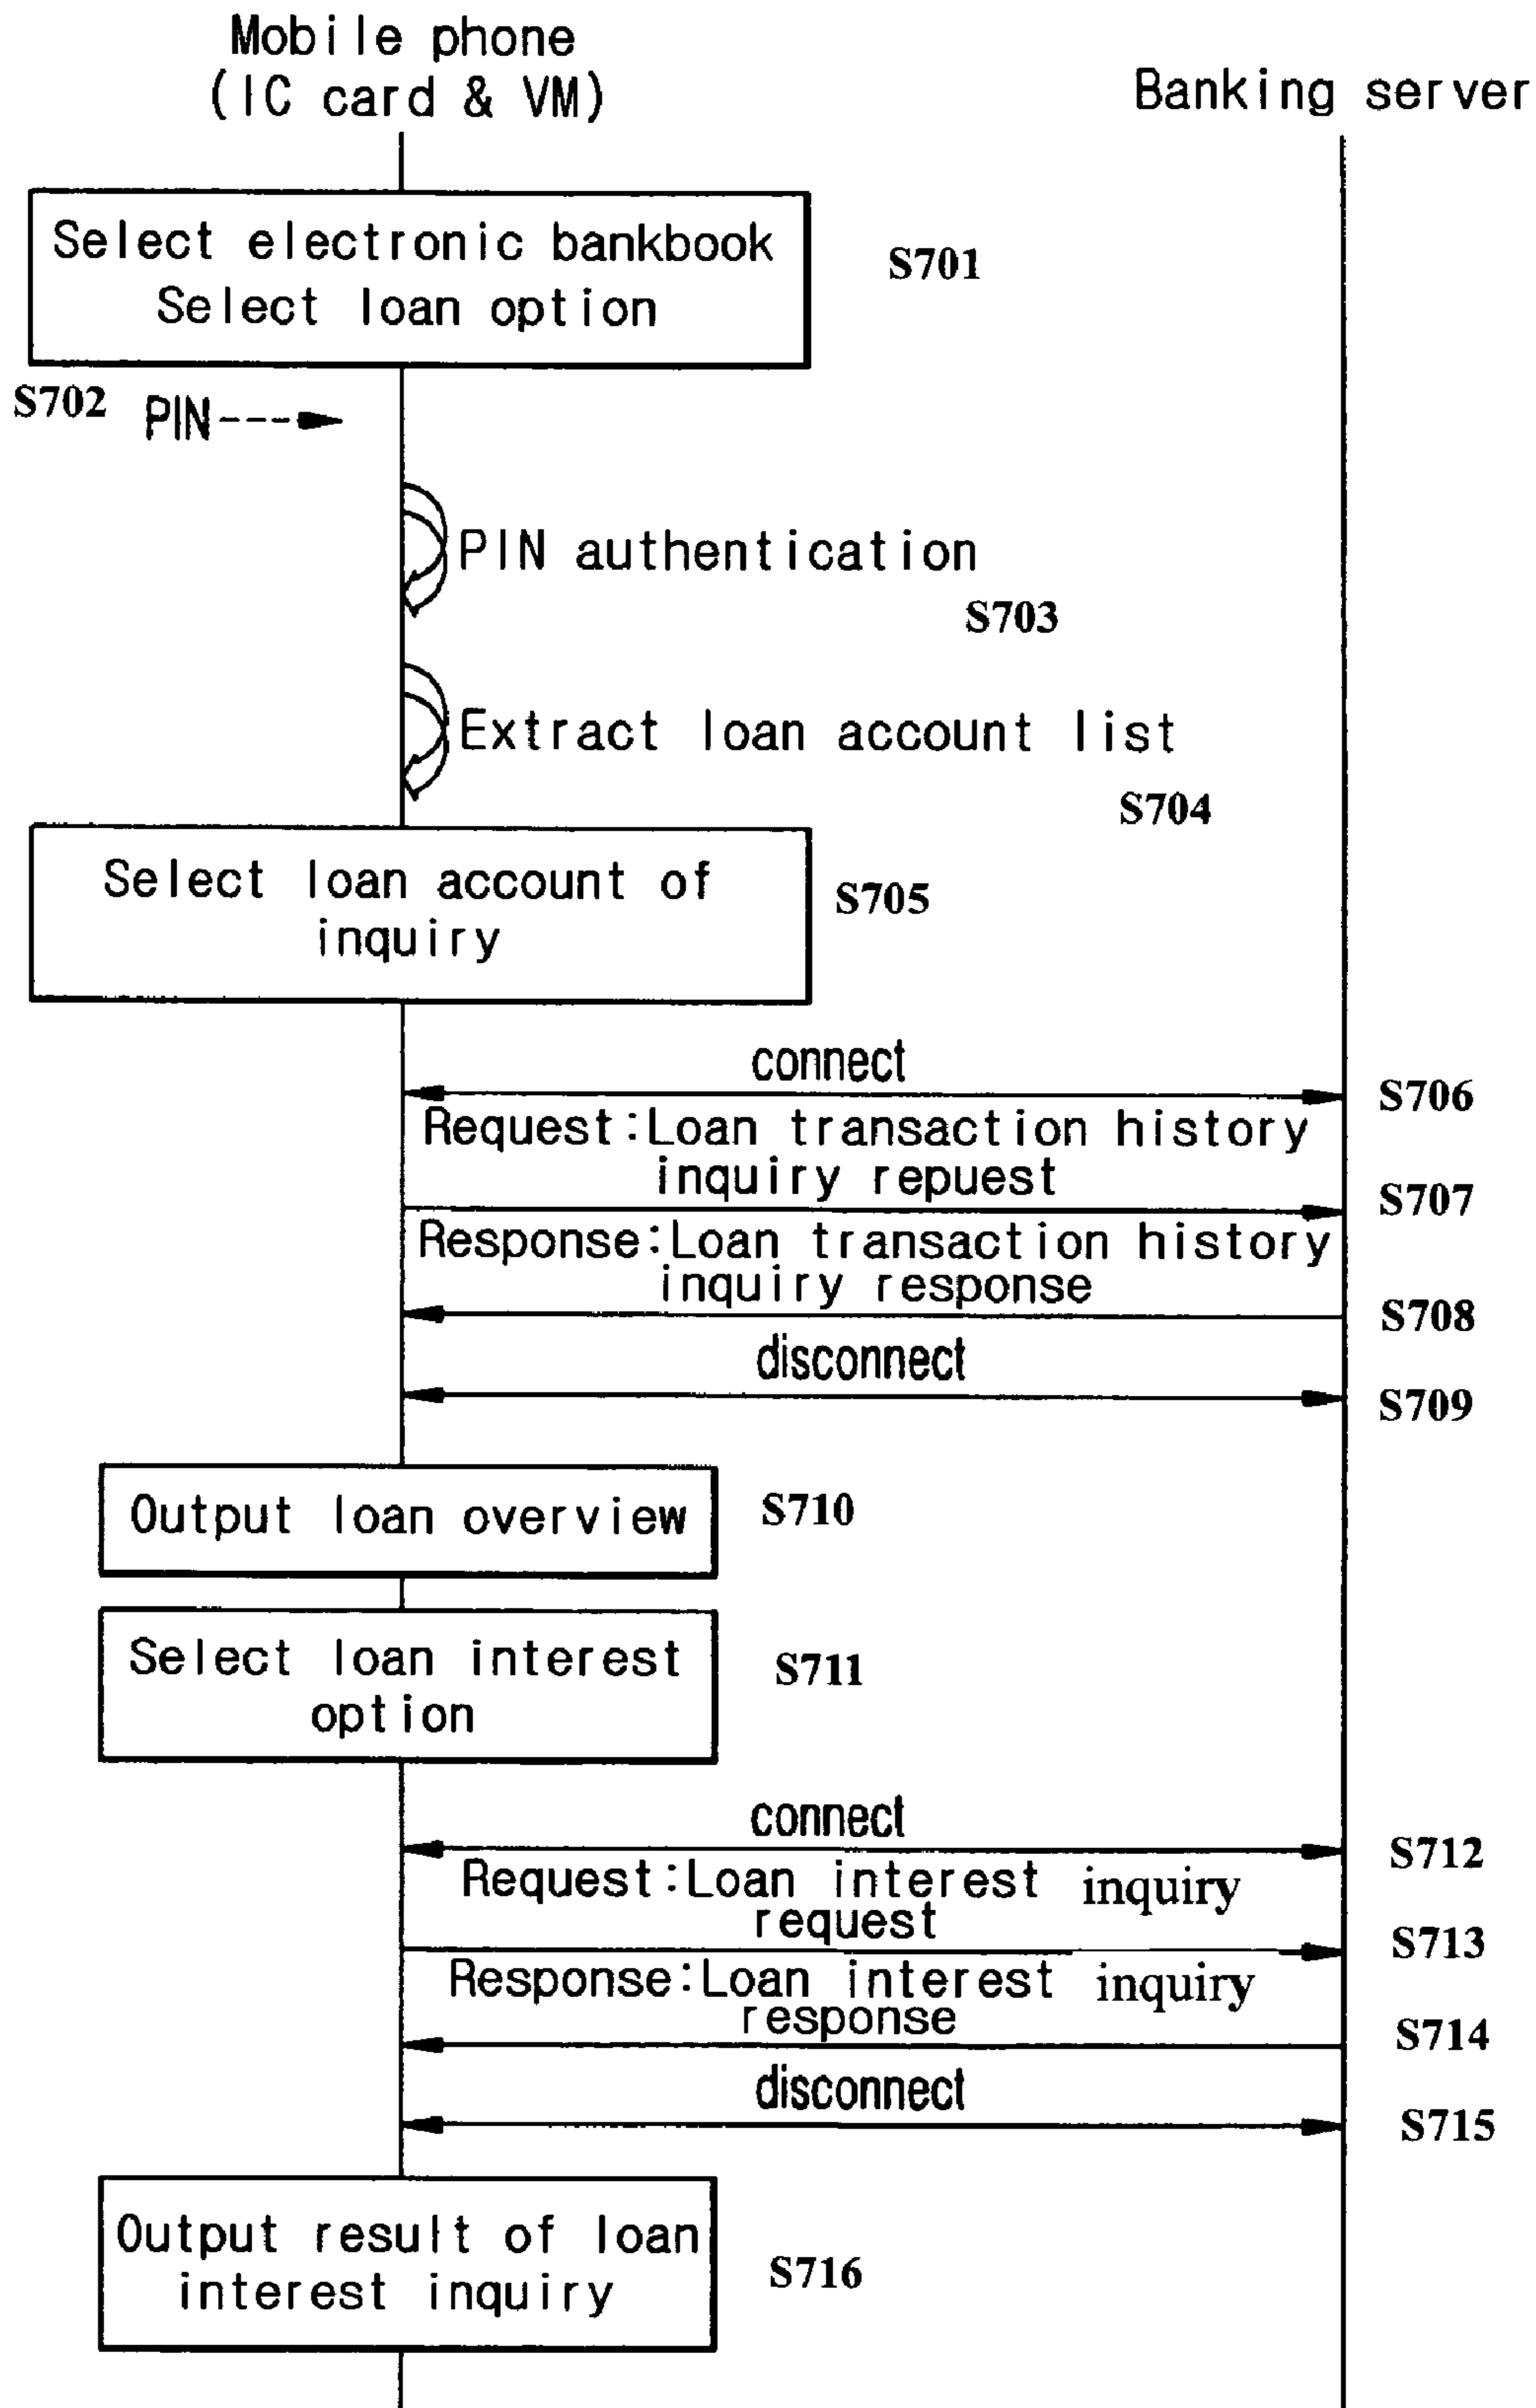 Mobile phone
(IC card & VM)
Banking server
Select electronic bankbook
Select loan option
S701
S702
PIN
PIN authentication
S703
Extract loan account list
S704
Select loan account of
inquiry
S705
connect
S706
Request:Loan transaction history
inquiry repuest
S707
Response:Loan transaction history
inquiry response
S708
disconnect
S709
Output loan overview
S710
Select loan interest
option
S711
connect
S712
Request:Loan interest inquiry
request
S713
Response:Loan interest inquiry
response
S714
disconnect
S715
Output result of loan
interest inquiry
S716